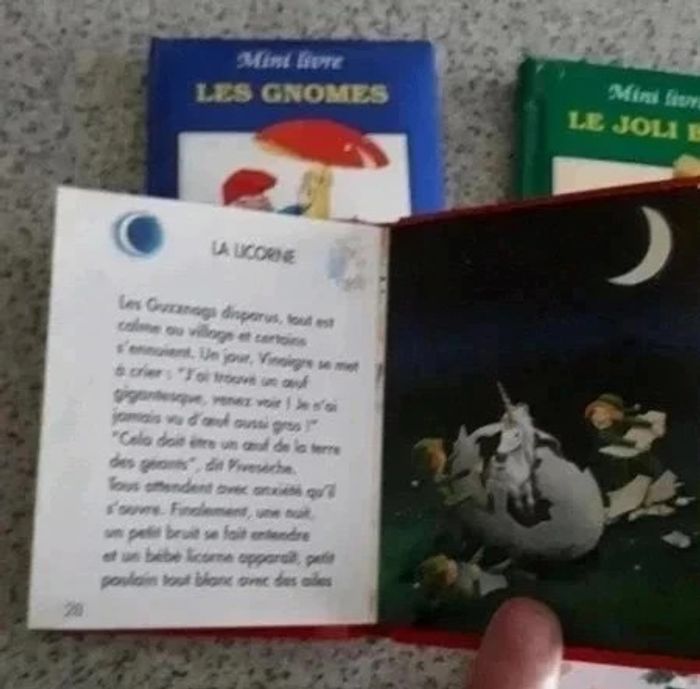 Mini livre
LES GNOMES
Mini livre
LE JOLI
LA LICORNE
Les Guzznags disparus, tout est
calme au village et certains
s'ennuient. Un jour, Vinaigre se met
à crier : "J'ai trouvé un œuf
gigantesque, venez voir ! Je n'ai
jamais vu d'œuf aussi gros !"
"Cela doit être un œuf de la terre
des géants", dit Pivesèche.
Tous attendent avec anxiété qu'il
s'ouvre. Finalement, une nuit,
un petit bruit se fait entendre
et un bébé licorne apparaît, petit
poulain tout blanc avec des ailes
20